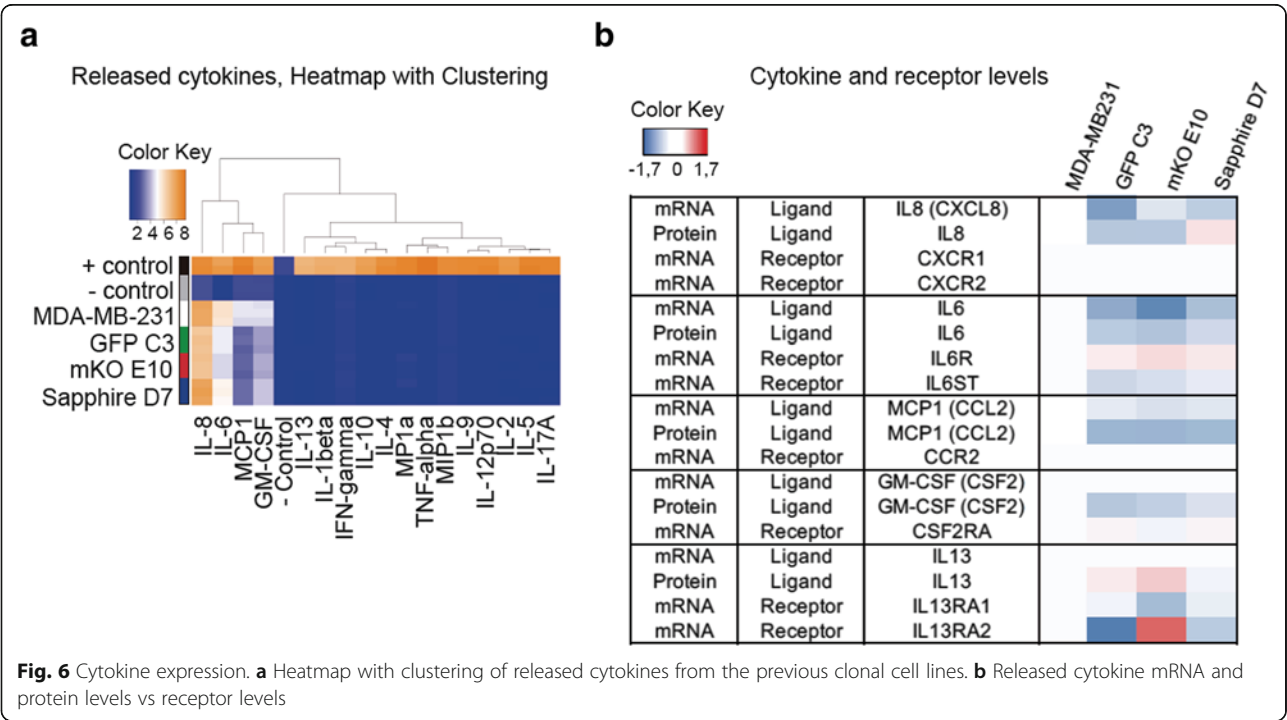 a
Released cytokines, Heatmap with Clustering
Color Key
2 4 6 8
+ control
- control
MDA-MB-231
GFP C3
mKO E10
Sapphire D7
IL-8
IL-6
MCP1
GM-CSF
- Control
IL-13
IL-1beta
IFN-gamma
IL-10
IL-4
MP1a
TNF-alpha
MIP1b
IL-9
IL-12p70
IL-2
IL-5
IL-17A
b
Cytokine and receptor levels
Color Key
-1,7 0 1,7
MDA-MB231
GFP C3
mKO E10
Sapphire D7
mRNA Ligand IL8 (CXCL8)
Protein Ligand IL8
mRNA Receptor CXCR1
mRNA Receptor CXCR2
mRNA Ligand IL6
Protein Ligand IL6
mRNA Receptor IL6R
mRNA Receptor IL6ST
mRNA Ligand MCP1 (CCL2)
Protein Ligand MCP1 (CCL2)
mRNA Receptor CCR2
mRNA Ligand GM-CSF (CSF2)
Protein Ligand GM-CSF (CSF2)
mRNA Receptor CSF2RA
mRNA Ligand IL13
Protein Ligand IL13
mRNA Receptor IL13RA1
mRNA Receptor IL13RA2
Fig. 6 Cytokine expression. a Heatmap with clustering of released cytokines from the previous clonal cell lines. b Released cytokine mRNA and
protein levels vs receptor levels